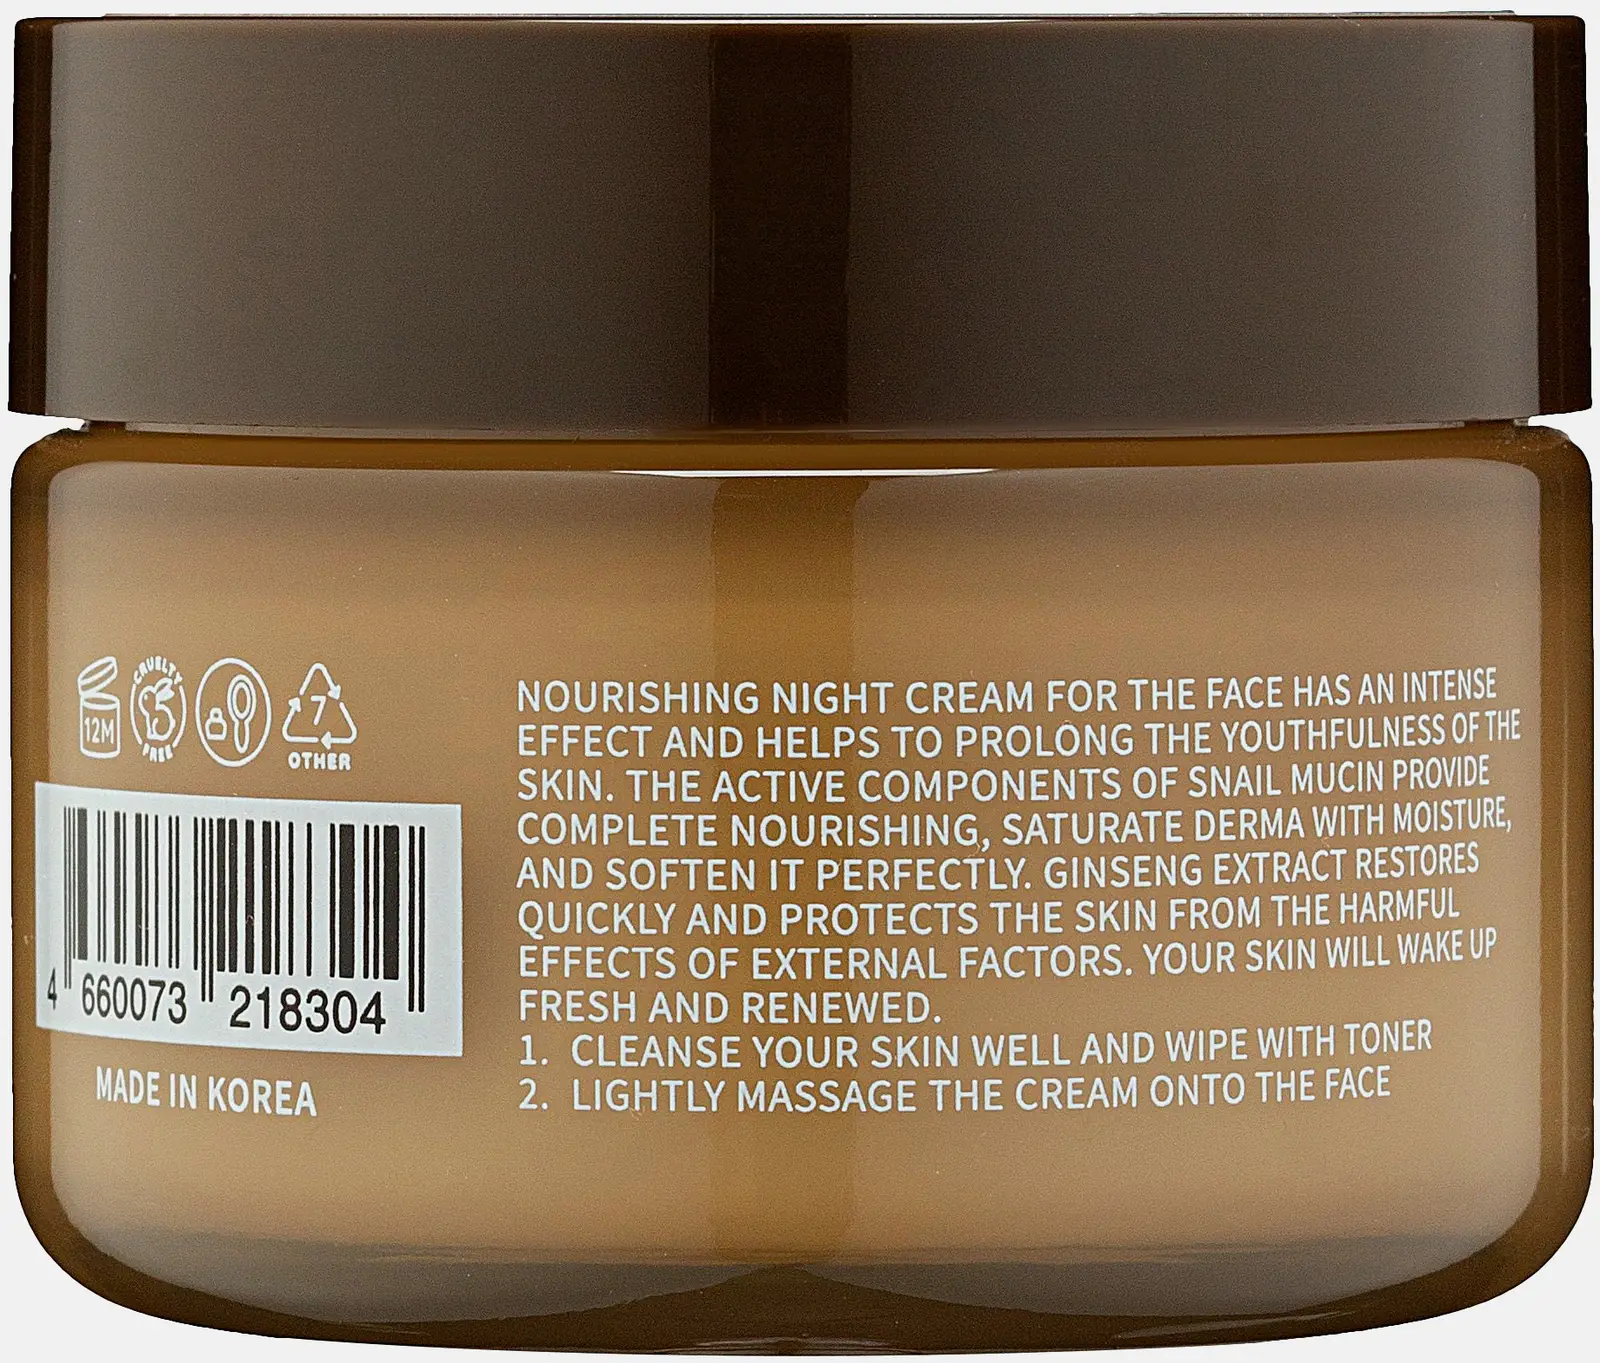 12M
CRUELTY
FREE
7
OTHER
4 660073 218304
MADE IN KOREA
NOURISHING NIGHT CREAM FOR THE FACE HAS AN INTENSE
EFFECT AND HELPS TO PROLONG THE YOUTHFULNESS OF THE
SKIN. THE ACTIVE COMPONENTS OF SNAIL MUCIN PROVIDE
COMPLETE NOURISHING, SATURATE DERMA WITH MOISTURE,
AND SOFTEN IT PERFECTLY. GINSENG EXTRACT RESTORES
QUICKLY AND PROTECTS THE SKIN FROM THE HARMFUL
EFFECTS OF EXTERNAL FACTORS. YOUR SKIN WILL WAKE UP
FRESH AND RENEWED.
1. CLEANSE YOUR SKIN WELL AND WIPE WITH TONER
2. LIGHTLY MASSAGE THE CREAM ONTO THE FACE